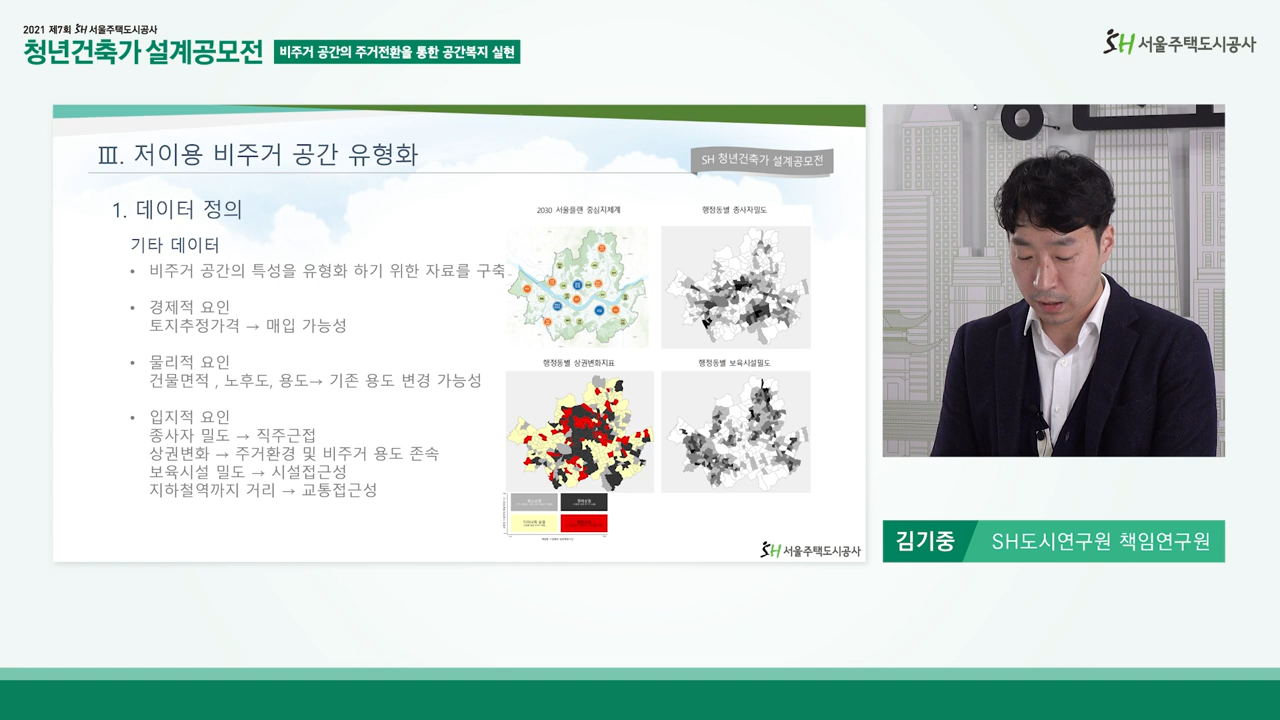 2021 제7회 SH 서울주택도시공사
청년건축가 설계공모전 비주거 공간의 주거전환을 통한 공간복지 실현
SH 서울주택도시공사
Ⅲ. 저이용 비주거 공간 유형화
SH 청년건축가 설계공모전
1. 데이터 정의
기타 데이터
• 비주거 공간의 특성을 유형화 하기 위한 자료를 구축
• 경제적 요인
토지추정가격 → 매입 가능성
• 물리적 요인
건물면적 , 노후도, 용도→ 기존 용도 변경 가능성
• 입지적 요인
종사자 밀도 → 직주근접
상권변화 → 주거환경 및 비주거 용도 존속
보육시설 밀도 → 시설접근성
지하철역까지 거리 → 교통접근성
2030 서울플랜 중심지체계
행정동별 종사자밀도
행정동별 상권변화지표
행정동별 보육시설밀도
SH 서울주택도시공사
김기중 SH도시연구원 책임연구원